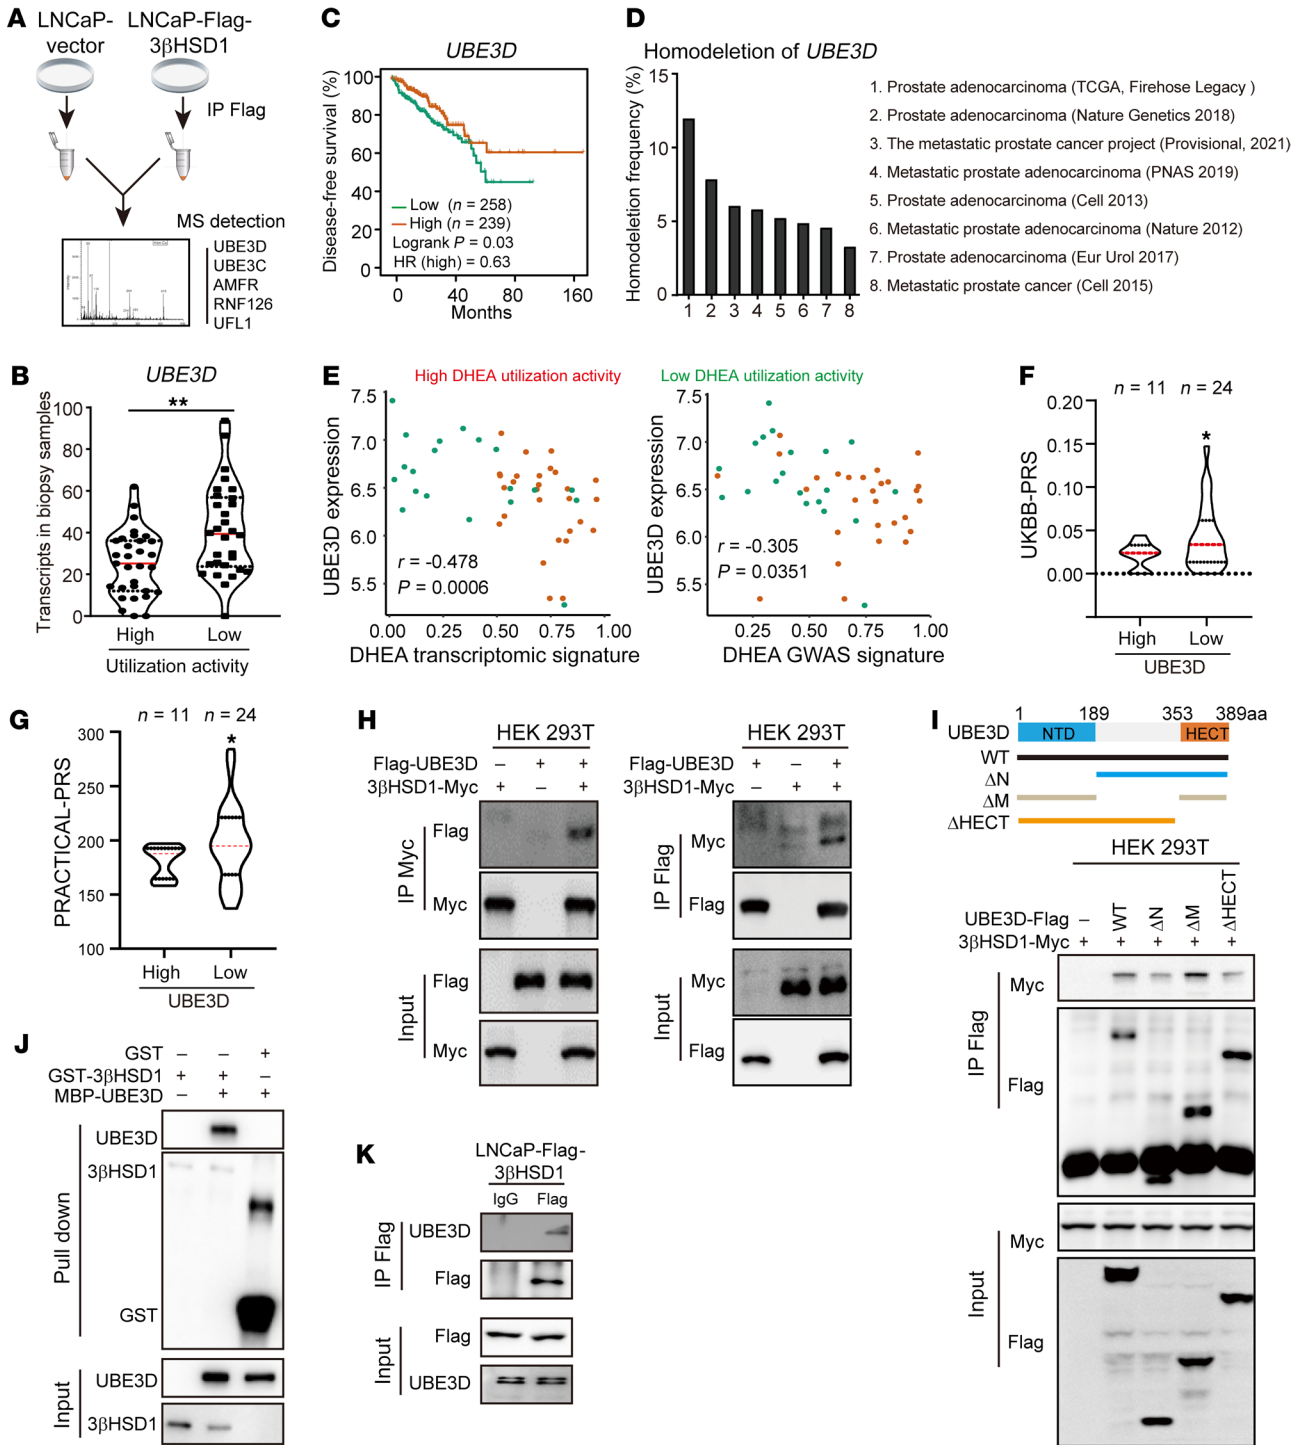 A
LNCaP-
vector
LNCaP-Flag-
3βHSD1
IP Flag
MS detection
UBE3D
UBE3C
AMFR
RNF126
UFL1
B
UBE3D
Transcripts in biopsy samples
100
80
60
40
20
0
**
High
Low
Utilization activity
C
UBE3D
Disease-free survival (%)
100
80
60
40
20
0
Low (n = 258)
High (n = 239)
Logrank P = 0.03
HR (high) = 0.63
0
40
80
160
Months
D
Homodeletion of UBE3D
Homodeletion frequency (%)
15
10
5
0
1 2 3 4 5 6 7 8
1. Prostate adenocarcinoma (TCGA, Firehose Legacy )
2. Prostate adenocarcinoma (Nature Genetics 2018)
3. The metastatic prostate cancer project (Provisional, 2021)
4. Metastatic prostate adenocarcinoma (PNAS 2019)
5. Prostate adenocarcinoma (Cell 2013)
6. Metastatic prostate adenocarcinoma (Nature 2012)
7. Prostate adenocarcinoma (Eur Urol 2017)
8. Metastatic prostate cancer (Cell 2015)
E
High DHEA utilization activity
Low DHEA utilization activity
UBE3D expression
7.5
7.0
6.5
6.0
5.5
r = -0.478
P = 0.0006
0.00 0.25 0.50 0.75 1.00
DHEA transcriptomic signature
UBE3D expression
7.5
7.0
6.5
6.0
5.5
r = -0.305
P = 0.0351
0.25 0.50 0.75 1.00
DHEA GWAS signature
F
n = 11 n = 24
UKBB-PRS
0.20
0.15
0.10
0.05
0.00
*
High
Low
UBE3D
G
n = 11 n = 24
PRACTICAL-PRS
300
250
200
150
100
*
High
Low
UBE3D
H
HEK 293T
Flag-UBE3D – + +
3βHSD1-Myc + – +
IP Myc
Flag
Myc
Input
Flag
Myc
HEK 293T
Flag-UBE3D + – +
3βHSD1-Myc – + +
IP Flag
Myc
Flag
Input
Myc
Flag
I
1 189 353 389aa
UBE3D NTD HECT
WT
ΔN
ΔM
ΔHECT
HEK 293T
UBE3D-Flag – WT ΔN ΔM ΔHECT
3βHSD1-Myc + + + + +
IP Flag
Myc
Flag
Input
Myc
Flag
J
GST – – +
GST-3βHSD1 + + –
MBP-UBE3D – + +
Pull down
UBE3D
3βHSD1
GST
Input
UBE3D
3βHSD1
K
LNCaP-Flag-
3βHSD1
IgG Flag
IP Flag
UBE3D
Flag
Input
Flag
UBE3D